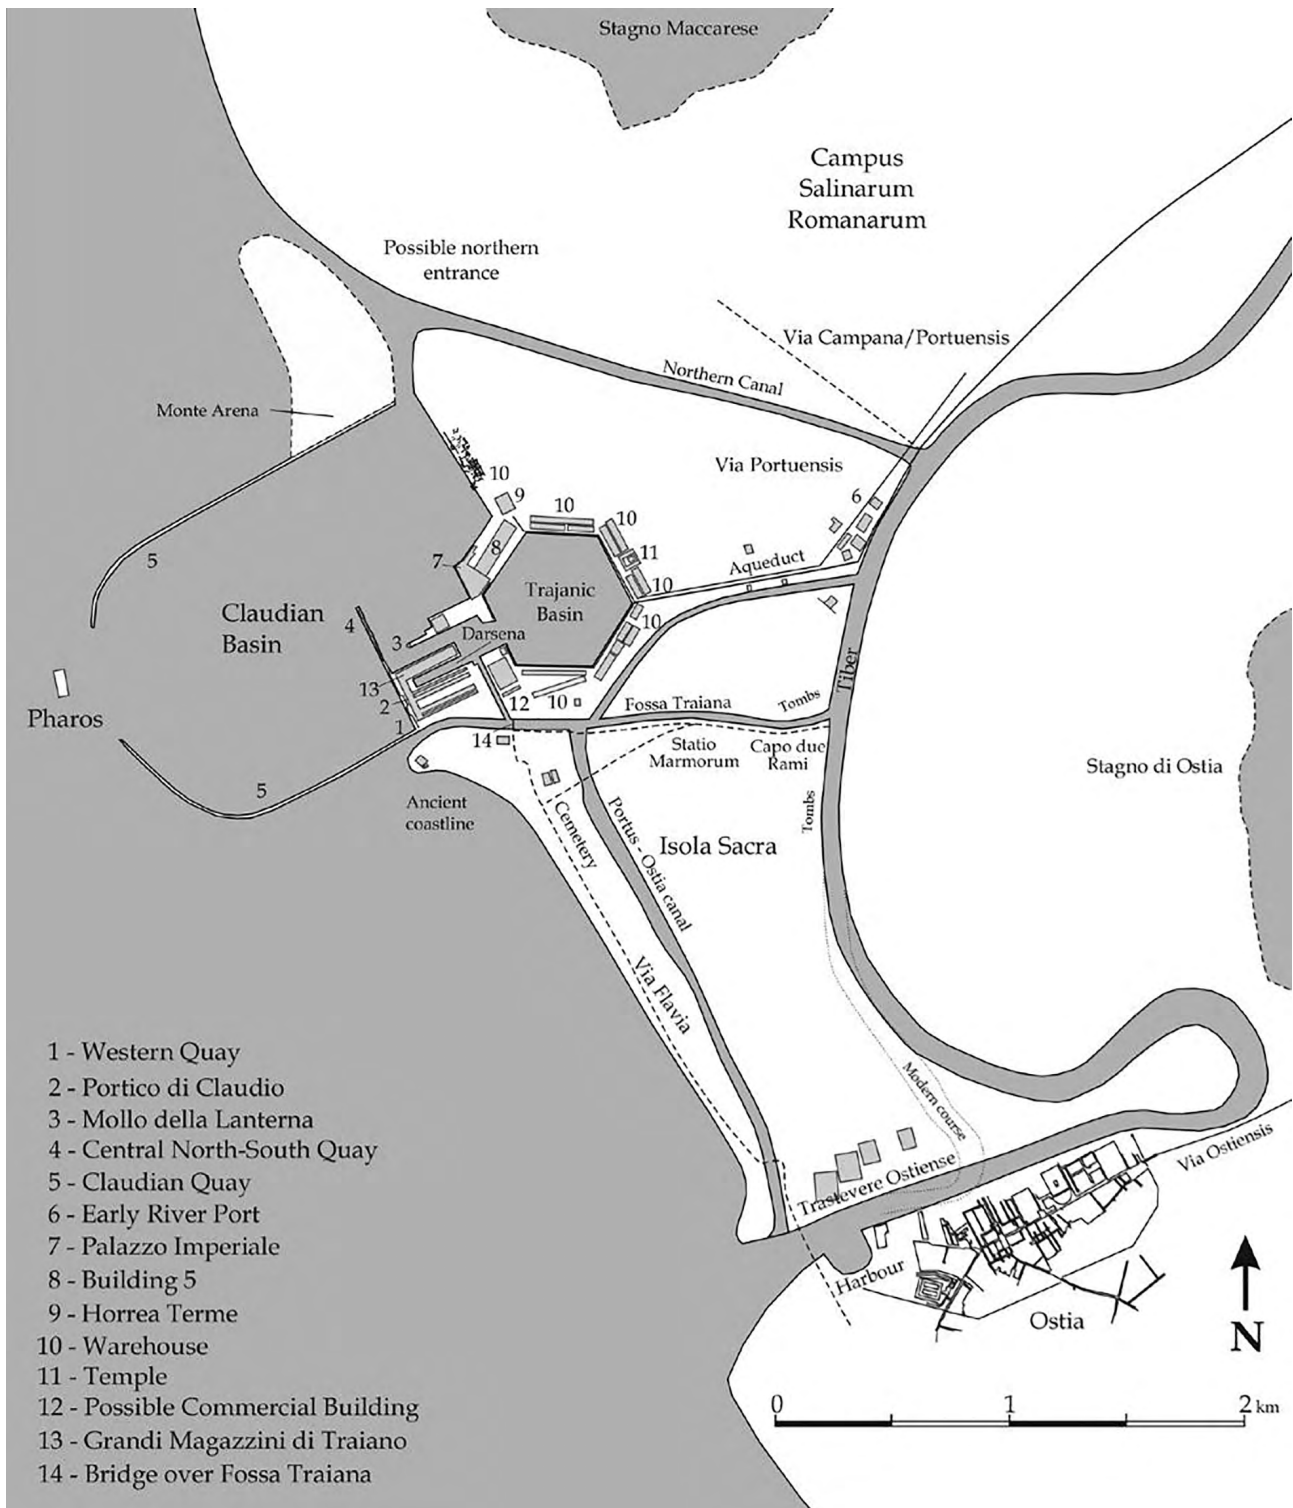 Stagno Maccarese
Campus
Salinarum
Romanarum
Possible northern
entrance
Via Campana/Portuensis
Northern Canal
Monte Arena
Via Portuensis
10
9
10
10
6
5
7
8
11
Aqueduct
10
Trajanic
Basin
Claudian
Basin
4
3
Darsena
10
13
2
1
12
10
Fossa Traiana
Tombs
Tiber
Pharos
14
Statio
Marmorum
Capo due
Rami
Stagno di Ostia
5
Ancient
coastline
Cemetery
Portus - Ostia canal
Isola Sacra
Tombs
Via Flavia
Modern course
Trastevere Ostiense
Via Ostiensis
Harbour
Ostia
N
0 1 2 km
1 - Western Quay
2 - Portico di Claudio
3 - Mollo della Lanterna
4 - Central North-South Quay
5 - Claudian Quay
6 - Early River Port
7 - Palazzo Imperiale
8 - Building 5
9 - Horrea Terme
10 - Warehouse
11 - Temple
12 - Possible Commercial Building
13 - Grandi Magazzini di Traiano
14 - Bridge over Fossa Traiana